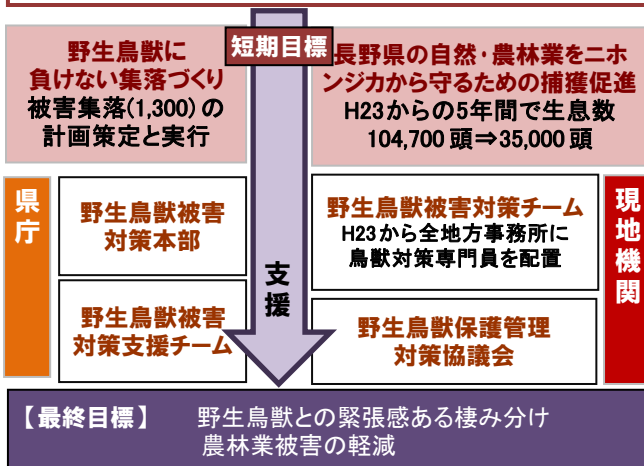 短期目標
野生鳥獣に
負けない集落づくり
被害集落(1,300)の
計画策定と実行
長野県の自然・農林業をニホ
ンジカから守るための捕獲促進
H23からの5年間で生息数
104,700頭⇒35,000頭
県庁
野生鳥獣被害
対策本部
野生鳥獣被害
対策支援チーム
支援
野生鳥獣被害対策チーム
H23から全地方事務所に
鳥獣対策専門員を配置
野生鳥獣保護管理
対策協議会
現地機関
【最終目標】 野生鳥獣との緊張感ある棲み分け
農林業被害の軽減